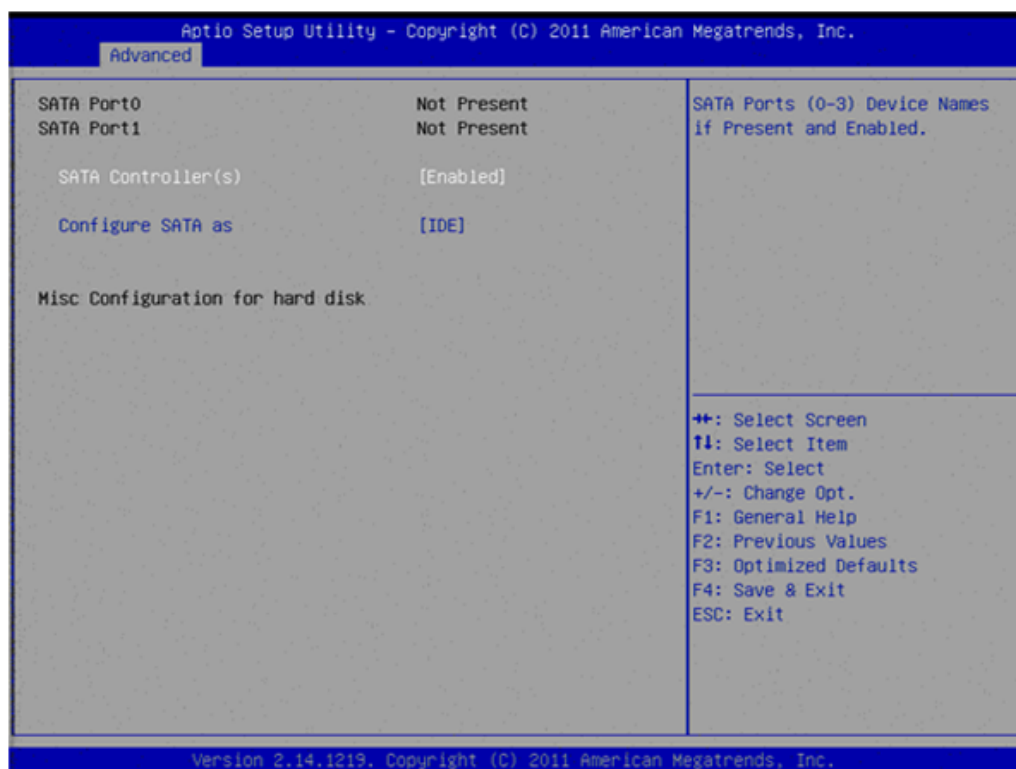 Aptio Setup Utility – Copyright (C) 2011 American Megatrends, Inc.
Advanced
SATA Port0 Not Present
SATA Port1 Not Present
SATA Controller(s) [Enabled]
Configure SATA as [IDE]
Misc Configuration for hard disk
SATA Ports (0-3) Device Names
if Present and Enabled.
→←: Select Screen
↑↓: Select Item
Enter: Select
+/-: Change Opt.
F1: General Help
F2: Previous Values
F3: Optimized Defaults
F4: Save & Exit
ESC: Exit
Version 2.14.1219. Copyright (C) 2011 American Megatrends, Inc.